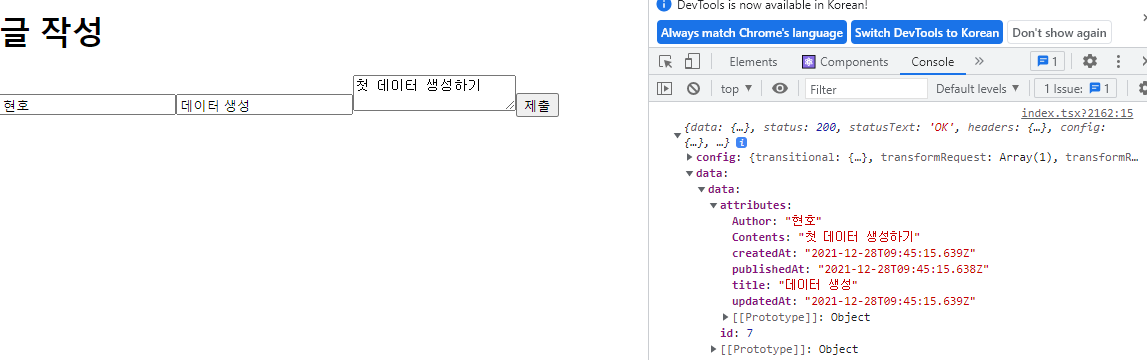 글 작성
현호
데이터 생성
첫 데이터 생성하기
제출
DevTools is now available in Korean!
Always match Chrome's language Switch DevTools to Korean Don't show again
Elements Components Console 1
top Filter Default levels 1 Issue: 1
index.tsx?2162:15
{data: {…}, status: 200, statusText: 'OK', headers: {…}, config:
{…}, …}
config: {transitional: {…}, transformRequest: Array(1), transformR…
data:
data:
attributes:
Author: "현호"
Contents: "첫 데이터 생성하기"
createdAt: "2021-12-28T09:45:15.639Z"
publishedAt: "2021-12-28T09:45:15.638Z"
title: "데이터 생성"
updatedAt: "2021-12-28T09:45:15.639Z"
[[Prototype]]: Object
id: 7
[[Prototype]]: Object